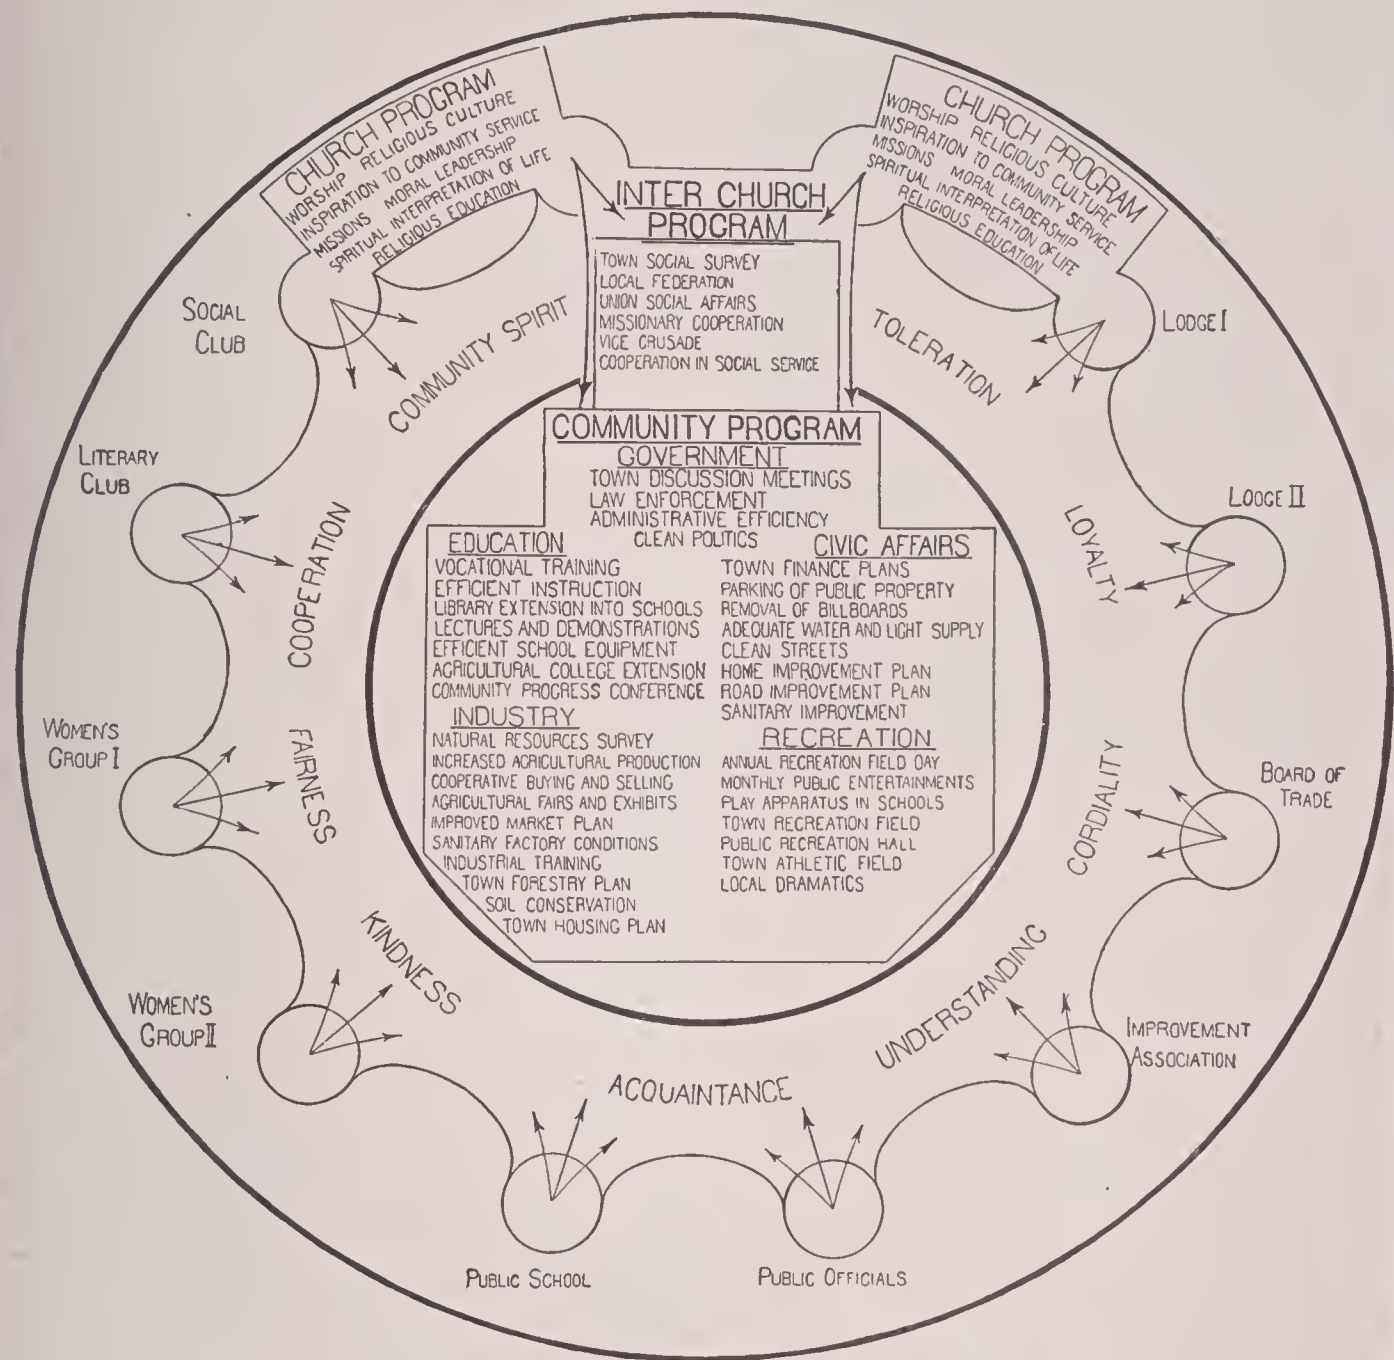 CHURCH PROGRAM
WORSHIP RELIGIOUS CULTURE
INSPIRATION TO COMMUNITY SERVICE
MISSIONS MORAL LEADERSHIP
SPIRITUAL INTERPRETATION OF LIFE
RELIGIOUS EDUCATION
CHURCH PROGRAM
WORSHIP RELIGIOUS CULTURE
INSPIRATION TO COMMUNITY SERVICE
MISSIONS MORAL LEADERSHIP
SPIRITUAL INTERPRETATION OF LIFE
RELIGIOUS EDUCATION
INTER CHURCH
PROGRAM
TOWN SOCIAL SURVEY
LOCAL FEDERATION
UNION SOCIAL AFFAIRS
MISSIONARY COOPERATION
VICE CRUSADE
COOPERATION IN SOCIAL SERVICE
SOCIAL
CLUB
LITERARY
CLUB
WOMEN'S
GROUP I
WOMEN'S
GROUP II
PUBLIC SCHOOL
PUBLIC OFFICIALS
IMPROVEMENT
ASSOCIATION
BOARD OF
TRADE
LODGE II
LODGE I
COMMUNITY SPIRIT
COOPERATION
FAIRNESS
KINDNESS
ACQUAINTANCE
UNDERSTANDING
CORDIALITY
LOYALTY
TOLERATION
COMMUNITY PROGRAM
GOVERNMENT
TOWN DISCUSSION MEETINGS
LAW ENFORCEMENT
ADMINISTRATIVE EFFICIENCY
CLEAN POLITICS
EDUCATION
VOCATIONAL TRAINING
EFFICIENT INSTRUCTION
LIBRARY EXTENSION INTO SCHOOLS
LECTURES AND DEMONSTRATIONS
EFFICIENT SCHOOL EQUIPMENT
AGRICULTURAL COLLEGE EXTENSION
COMMUNITY PROGRESS CONFERENCE
INDUSTRY
NATURAL RESOURCES SURVEY
INCREASED AGRICULTURAL PRODUCTION
COOPERATIVE BUYING AND SELLING
AGRICULTURAL FAIRS AND EXHIBITS
IMPROVED MARKET PLAN
SANITARY FACTORY CONDITIONS
INDUSTRIAL TRAINING
TOWN FORESTRY PLAN
SOIL CONSERVATION
TOWN HOUSING PLAN
CIVIC AFFAIRS
TOWN FINANCE PLANS
PARKING OF PUBLIC PROPERTY
REMOVAL OF BILLBOARDS
ADEQUATE WATER AND LIGHT SUPPLY
CLEAN STREETS
HOME IMPROVEMENT PLAN
ROAD IMPROVEMENT PLAN
SANITARY IMPROVEMENT
RECREATION
ANNUAL RECREATION FIELD DAY
MONTHLY PUBLIC ENTERTAINMENTS
PLAY APPARATUS IN SCHOOLS
TOWN RECREATION FIELD
PUBLIC RECREATION HALL
TOWN ATHLETIC FIELD
LOCAL DRAMATICS